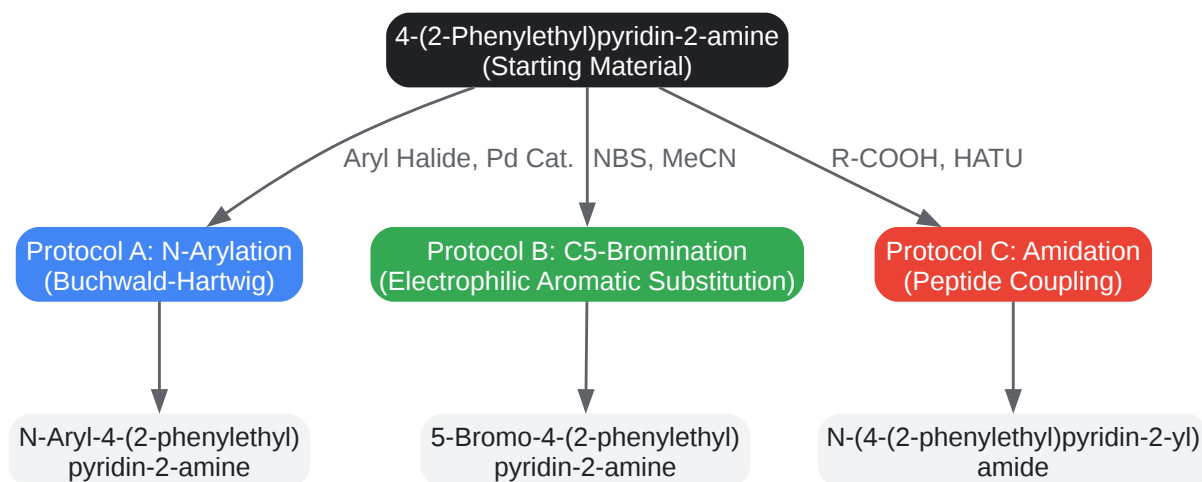 4-(2-Phenylethyl)pyridin-2-amine
(Starting Material)
Aryl Halide, Pd Cat.
NBS, MeCN
R-COOH, HATU
Protocol A: N-Arylation
(Buchwald-Hartwig)
Protocol B: C5-Bromination
(Electrophilic Aromatic Substitution)
Protocol C: Amidation
(Peptide Coupling)
N-Aryl-4-(2-phenylethyl)
pyridin-2-amine
5-Bromo-4-(2-phenylethyl)
pyridin-2-amine
N-(4-(2-phenylethyl)pyridin-2-yl)
amide